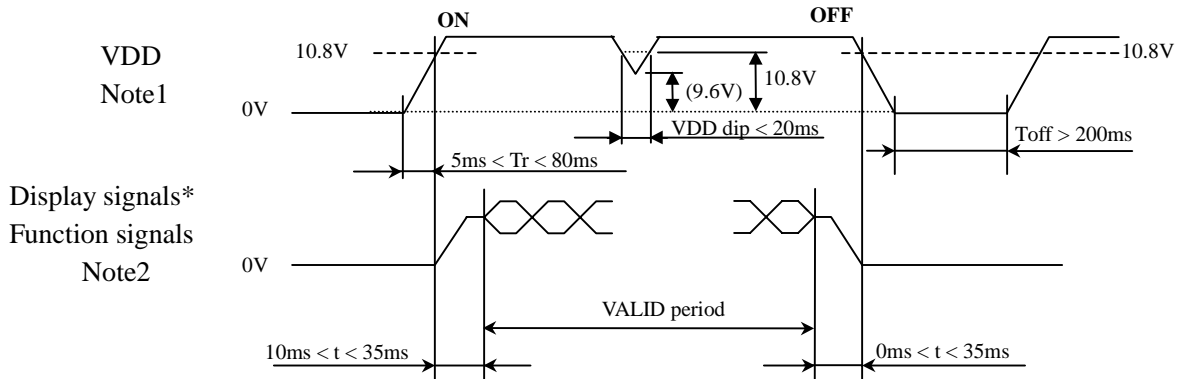 ON
OFF
VDD
Note1
10.8V
10.8V
(9.6V)
10.8V
0V
VDD dip < 20ms
Toff > 200ms
5ms < Tr < 80ms
Display signals*
Function signals
Note2
0V
VALID period
10ms < t < 35ms
0ms < t < 35ms